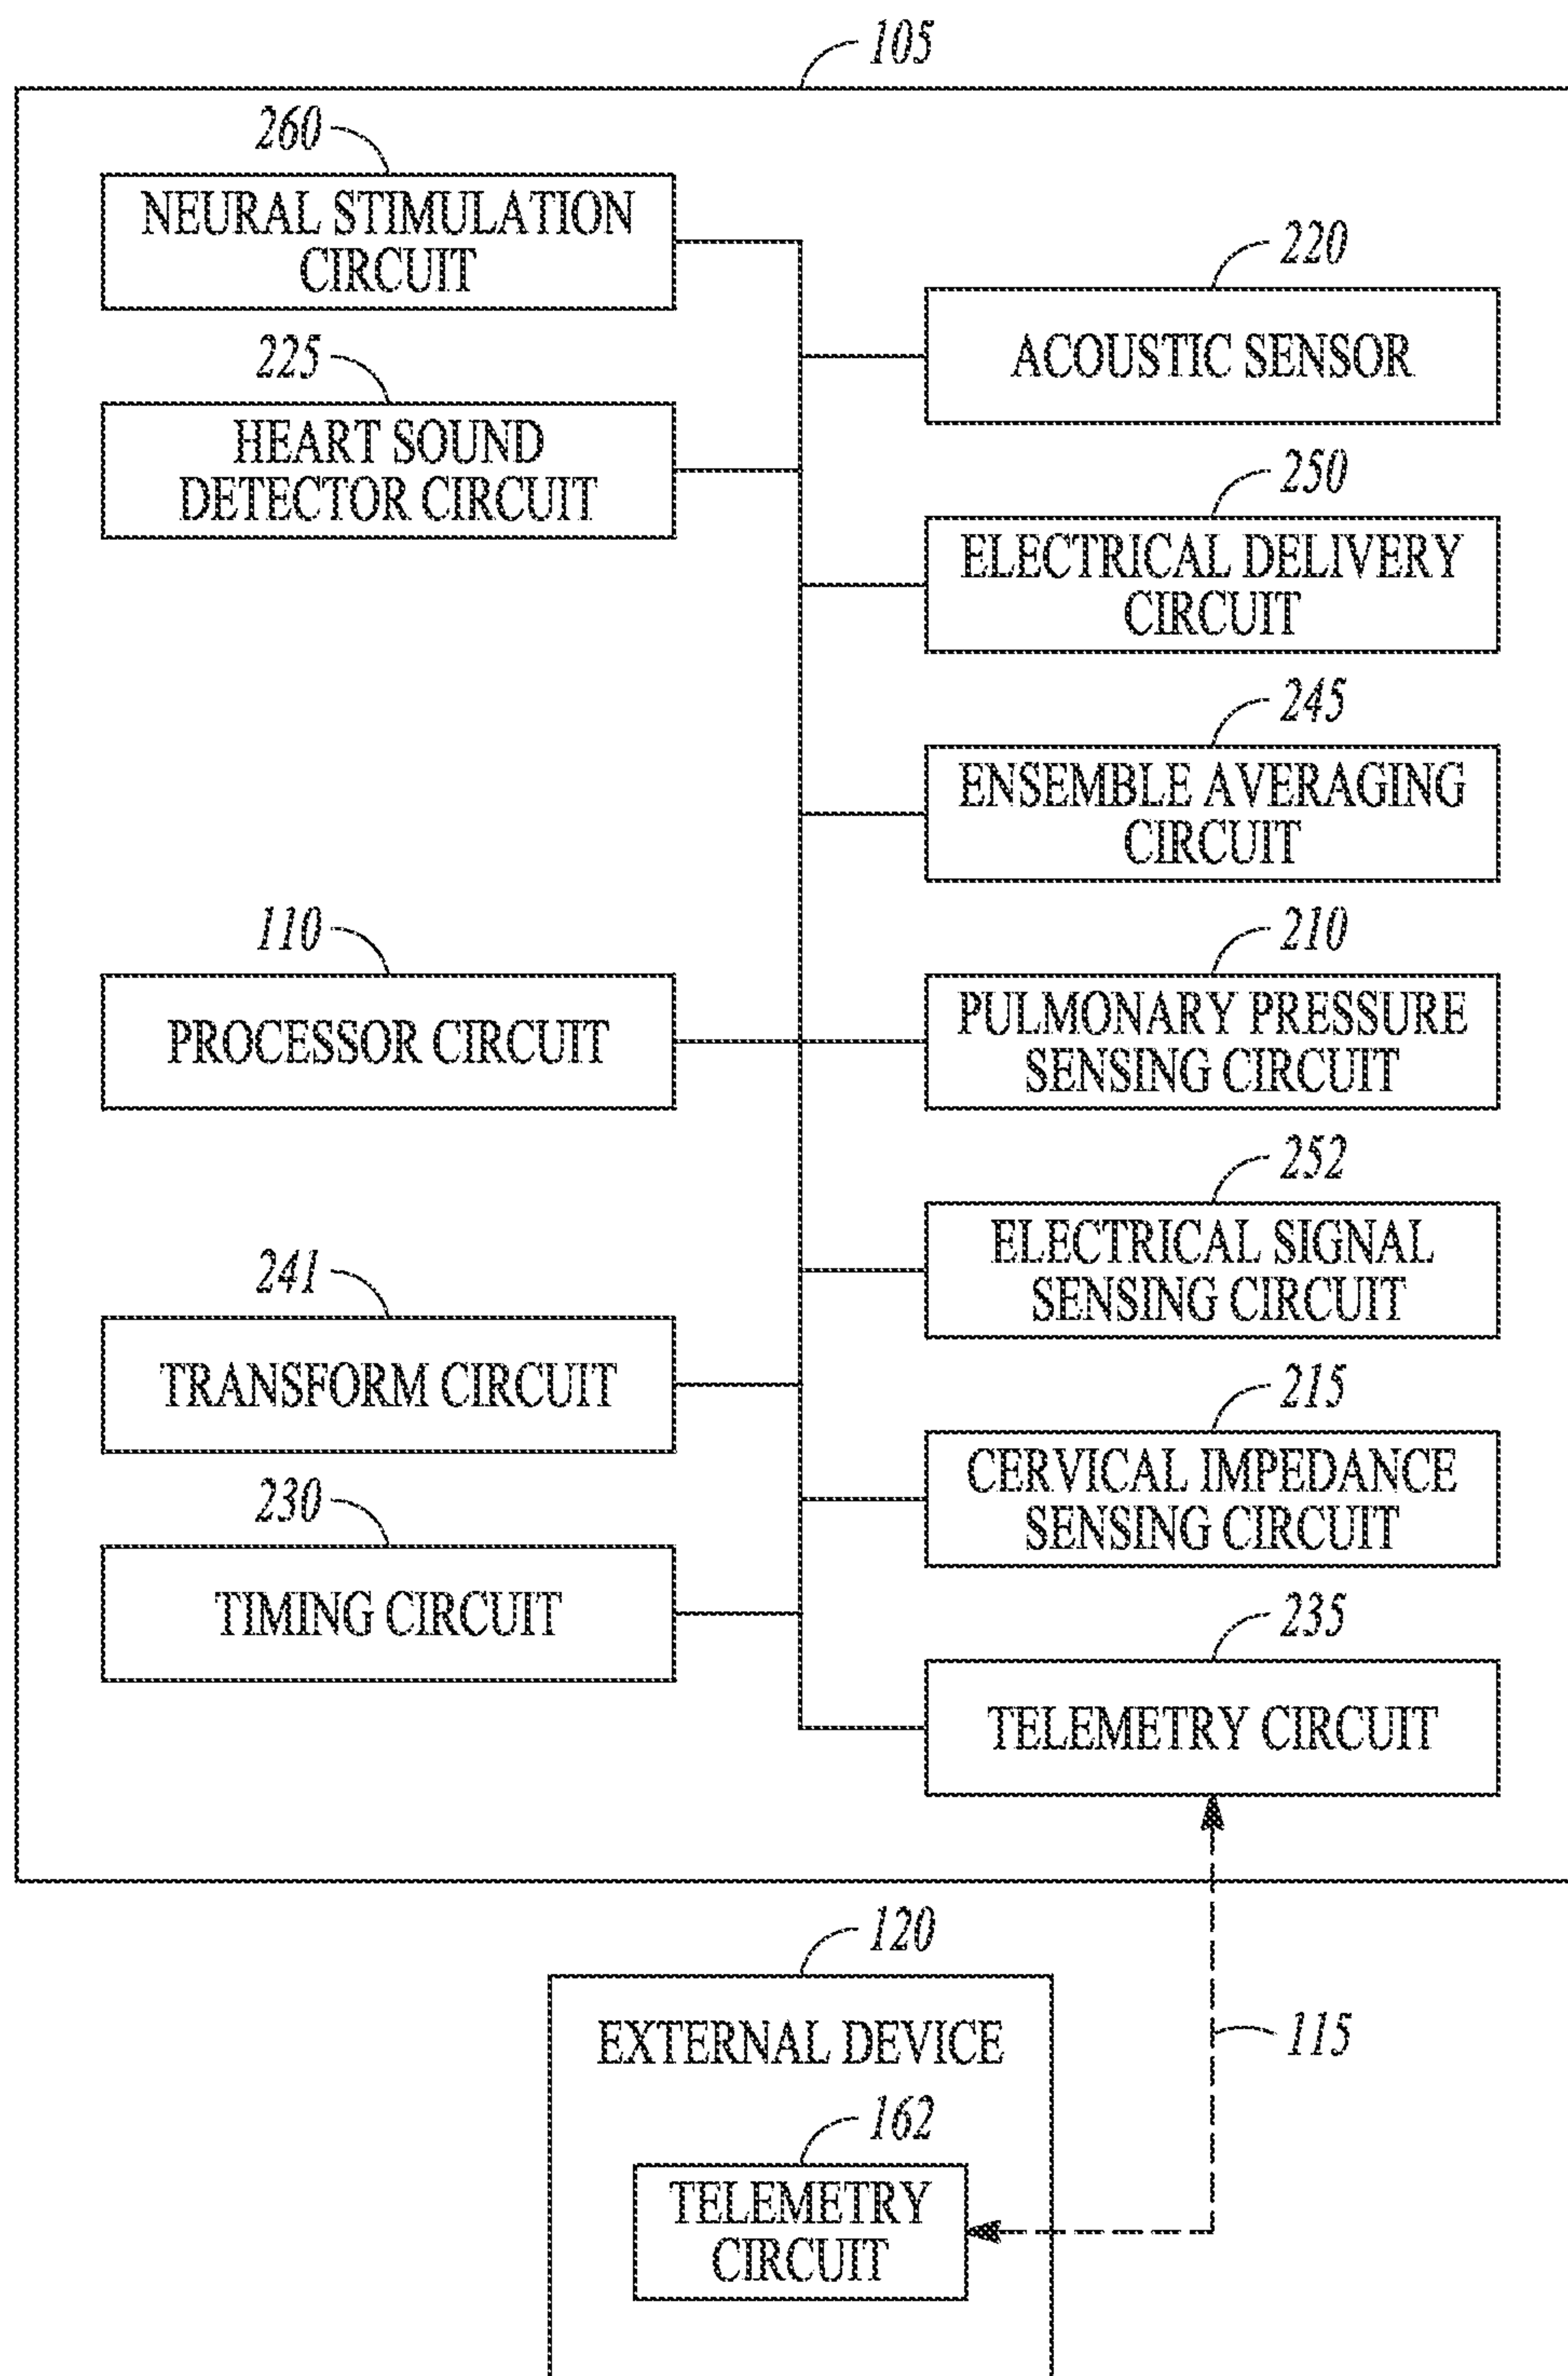 105
260
NEURAL STIMULATION
CIRCUIT
220
ACOUSTIC SENSOR
225
HEART SOUND
DETECTOR CIRCUIT
250
ELECTRICAL DELIVERY
CIRCUIT
245
ENSEMBLE AVERAGING
CIRCUIT
110
PROCESSOR CIRCUIT
210
PULMONARY PRESSURE
SENSING CIRCUIT
252
ELECTRICAL SIGNAL
SENSING CIRCUIT
241
TRANSFORM CIRCUIT
215
CERVICAL IMPEDANCE
SENSING CIRCUIT
230
TIMING CIRCUIT
235
TELEMETRY CIRCUIT
120
EXTERNAL DEVICE
115
162
TELEMETRY
CIRCUIT